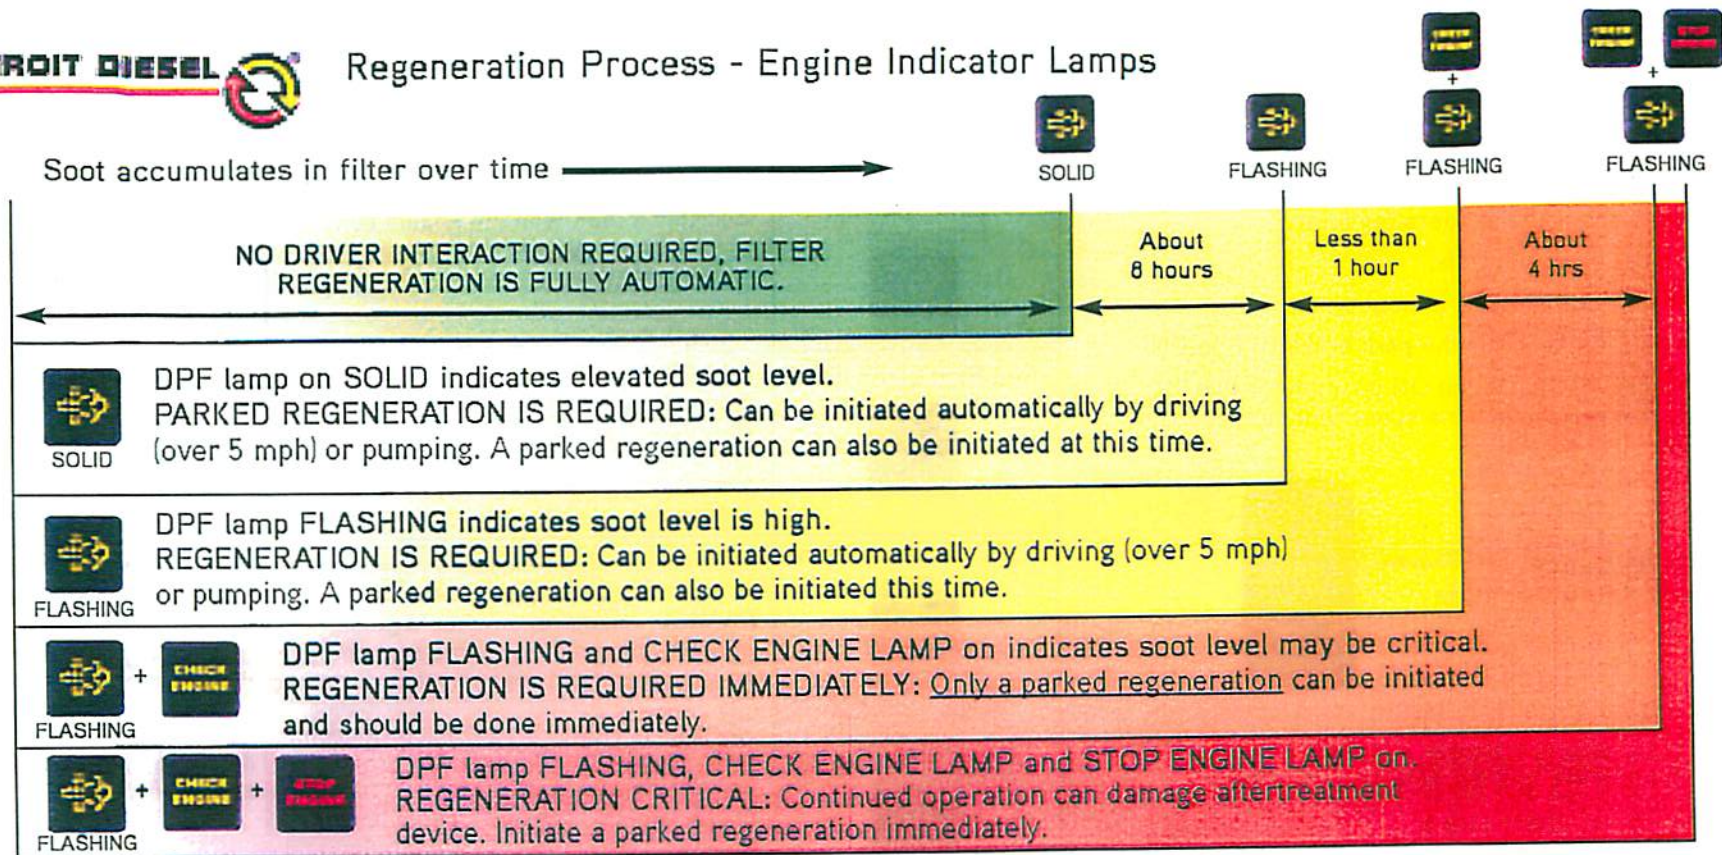 ROIT DIESEL
Regeneration Process - Engine Indicator Lamps
CHECK ENGINE
CHECK ENGINE
STOP ENGINE
+
+
SOLID
FLASHING
FLASHING
FLASHING
Soot accumulates in filter over time
NO DRIVER INTERACTION REQUIRED, FILTER
REGENERATION IS FULLY AUTOMATIC.
About
8 hours
Less than
1 hour
About
4 hrs
DPF lamp on SOLID indicates elevated soot level.
PARKED REGENERATION IS REQUIRED: Can be initiated automatically by driving
(over 5 mph) or pumping. A parked regeneration can also be initiated at this time.
SOLID
DPF lamp FLASHING indicates soot level is high.
REGENERATION IS REQUIRED: Can be initiated automatically by driving (over 5 mph)
or pumping. A parked regeneration can also be initiated this time.
FLASHING
+
CHECK
ENGINE
DPF lamp FLASHING and CHECK ENGINE LAMP on indicates soot level may be critical.
REGENERATION IS REQUIRED IMMEDIATELY: Only a parked regeneration can be initiated
and should be done immediately.
FLASHING
+
CHECK
ENGINE
+
STOP
ENGINE
DPF lamp FLASHING, CHECK ENGINE LAMP and STOP ENGINE LAMP on.
REGENERATION CRITICAL: Continued operation can damage aftertreatment
device. Initiate a parked regeneration immediately.
FLASHING